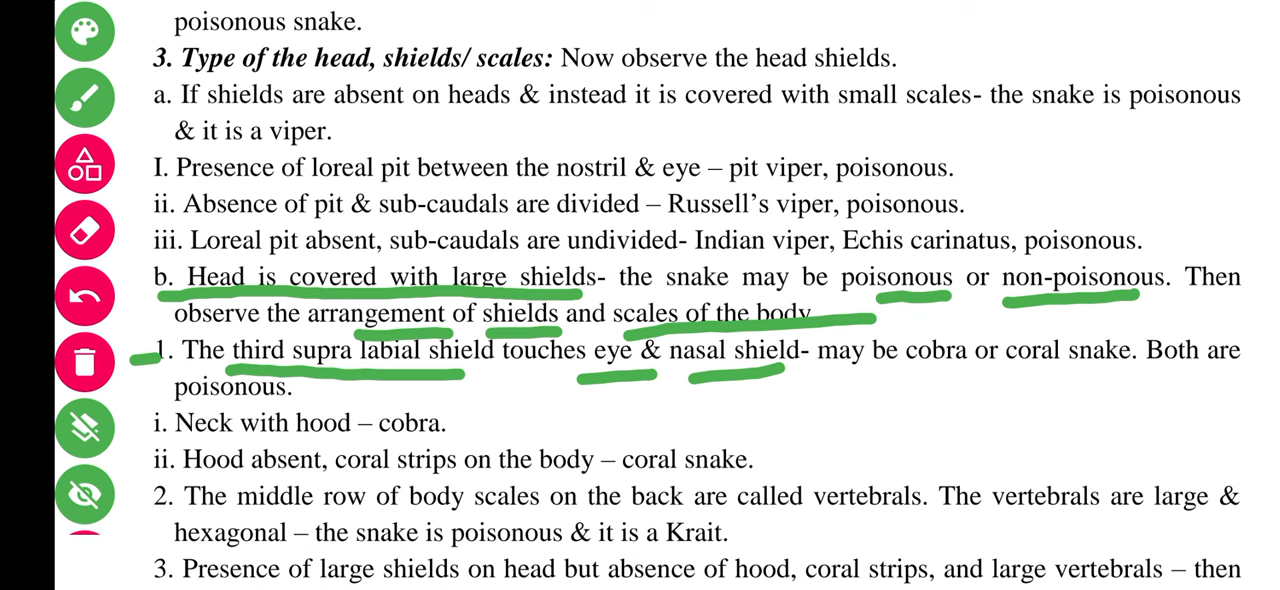 poisonous snake.
3. Type of the head, shields/ scales: Now observe the head shields.
a. If shields are absent on heads & instead it is covered with small scales- the snake is poisonous
& it is a viper.
I. Presence of loreal pit between the nostril & eye – pit viper, poisonous.
ii. Absence of pit & sub-caudals are divided – Russell’s viper, poisonous.
iii. Loreal pit absent, sub-caudals are undivided- Indian viper, Echis carinatus, poisonous.
b. Head is covered with large shields- the snake may be poisonous or non-poisonous. Then
observe the arrangement of shields and scales of the body
1. The third supra labial shield touches eye & nasal shield- may be cobra or coral snake. Both are
poisonous.
i. Neck with hood – cobra.
ii. Hood absent, coral strips on the body – coral snake.
2. The middle row of body scales on the back are called vertebrals. The vertebrals are large &
hexagonal – the snake is poisonous & it is a Krait.
3. Presence of large shields on head but absence of hood, coral strips, and large vertebrals – then